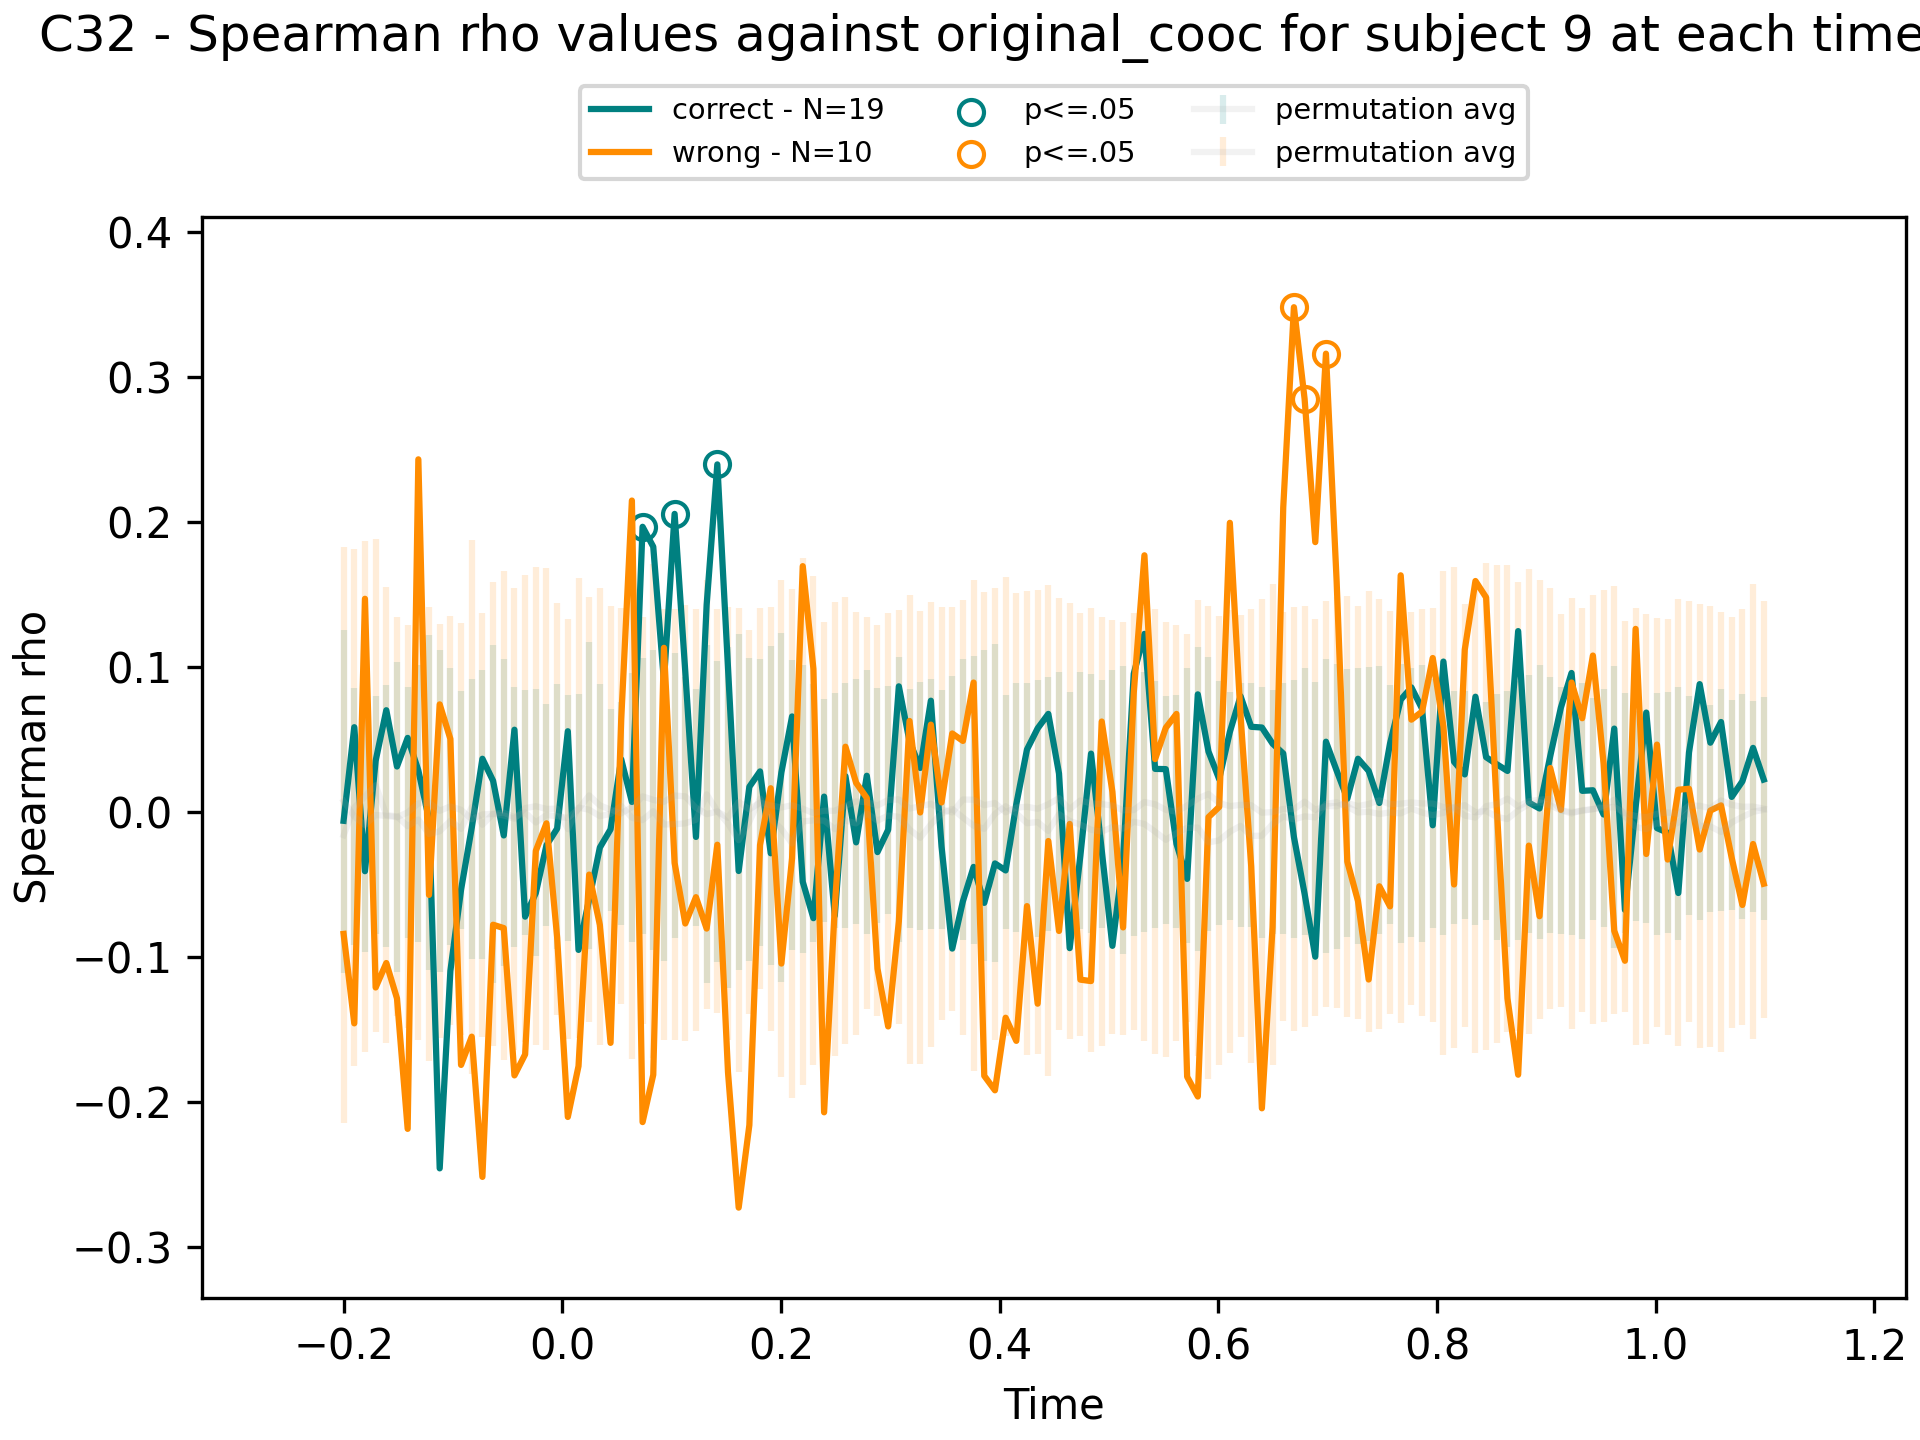 C32 - Spearman rho values against original_cooc for subject 9 at each time
correct - N=19 p<=.05 permutation avg
wrong - N=10 p<=.05 permutation avg
0.4
0.3
0.2
0.1
0.0
−0.1
−0.2
−0.3
Spearman rho
−0.2 0.0 0.2 0.4 0.6 0.8 1.0 1.2
Time